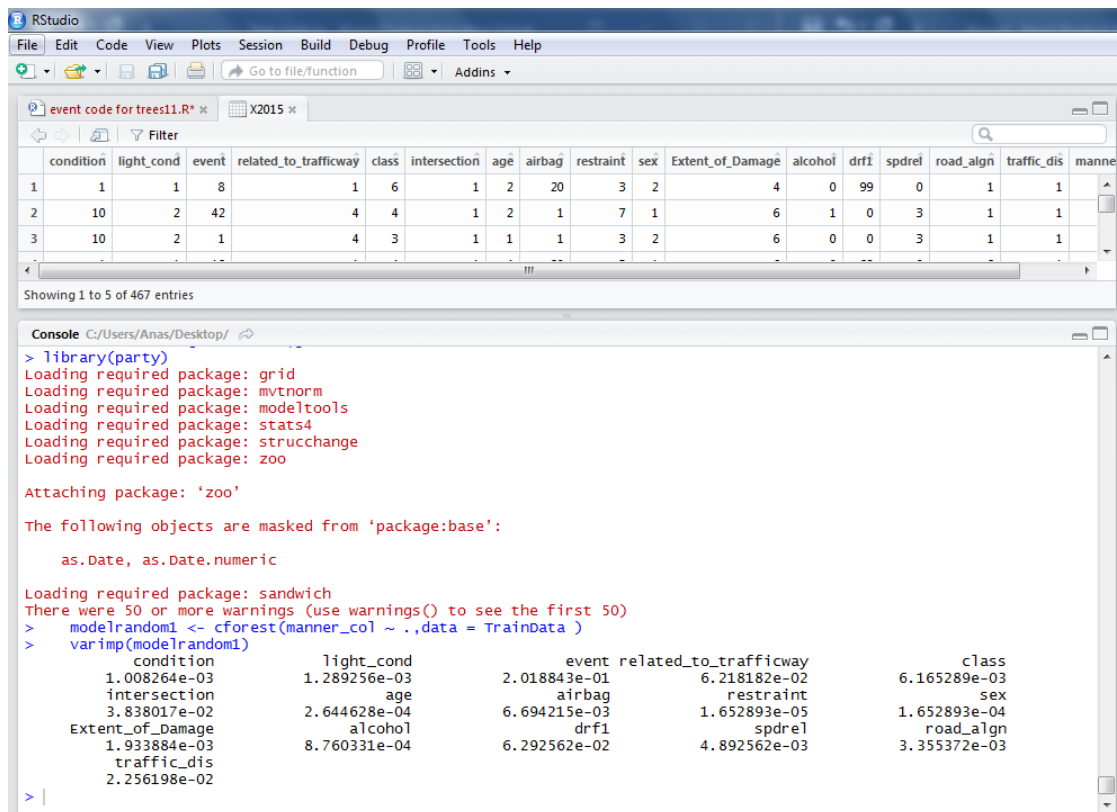 RStudio
File Edit Code View Plots Session Build Debug Profile Tools Help
Go to file/function Addins
event code for trees11.R* X2015
Filter
condition light_cond event related_to_trafficway class intersection age airbag restraint sex Extent_of_Damage alcohol drf1 spdrel road_algn traffic_dis manne
1 1 1 8 1 6 1 2 20 3 2 4 0 99 0 1 1
2 10 2 42 4 4 1 2 1 7 1 6 1 0 3 1 1
3 10 2 1 4 3 1 1 1 3 2 6 0 0 3 1 1
Showing 1 to 5 of 467 entries
Console C:/Users/Anas/Desktop/
> library(party)
Loading required package: grid
Loading required package: mvtnorm
Loading required package: modeltools
Loading required package: stats4
Loading required package: strucchange
Loading required package: zoo
Attaching package: ‘zoo’
The following objects are masked from ‘package:base’:
as.Date, as.Date.numeric
Loading required package: sandwich
There were 50 or more warnings (use warnings() to see the first 50)
> modelrandom1 <- cforest(manner_col ~ .,data = TrainData )
> varimp(modelrandom1)
condition light_cond event related_to_trafficway class
1.008264e-03 1.289256e-03 2.018843e-01 6.218182e-02 6.165289e-03
intersection age airbag restraint sex
3.838017e-02 2.644628e-04 6.694215e-03 1.652893e-05 1.652893e-04
Extent_of_Damage alcohol drf1 spdrel road_algn
1.933884e-03 8.760331e-04 6.292562e-02 4.892562e-03 3.355372e-03
traffic_dis
2.256198e-02
>